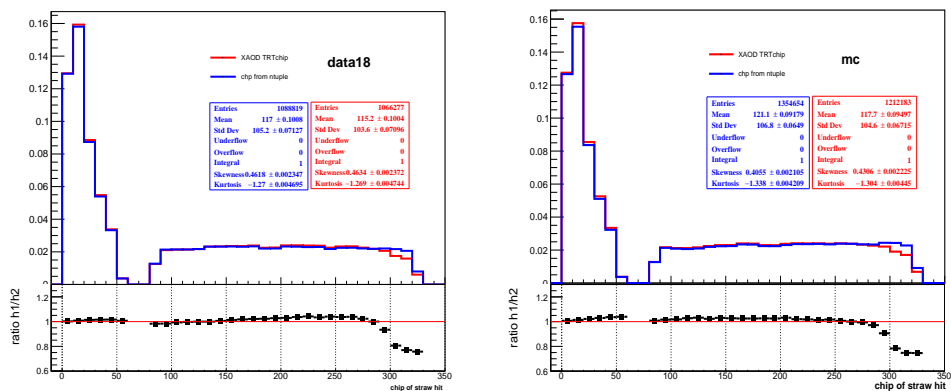 0.16
0.14
0.12
0.1
0.08
0.06
0.04
0.02
XAOD TRTchip
chp from ntuple
data18
Entries 1088819
Mean 117 ± 0.1008
Std Dev 105.2 ± 0.07127
Underflow 0
Overflow 0
Integral 1
Skewness 0.4618 ± 0.002347
Kurtosis −1.27 ± 0.004695
Entries 1066277
Mean 115.2 ± 0.1004
Std Dev 103.6 ± 0.07096
Underflow 0
Overflow 0
Integral 1
Skewness 0.4634 ± 0.002372
Kurtosis −1.269 ± 0.004744
ratio h1/h2
1.2
1
0.8
0.6
0 50 100 150 200 250 300 350
chip of straw hit
0.16
0.14
0.12
0.1
0.08
0.06
0.04
0.02
0
XAOD TRTchip
chp from ntuple
mc
Entries 1354654
Mean 121.1 ± 0.09179
Std Dev 106.8 ± 0.0649
Underflow 0
Overflow 0
Integral 1
Skewness 0.4055 ± 0.002105
Kurtosis −1.338 ± 0.004209
Entries 1212183
Mean 117.7 ± 0.09497
Std Dev 104.6 ± 0.06715
Underflow 0
Overflow 0
Integral 1
Skewness 0.4306 ± 0.002225
Kurtosis −1.304 ± 0.00445
ratio h1/h2
1.2
1
0.8
0.6
0 50 100 150 200 250 300 350
chip of straw hit